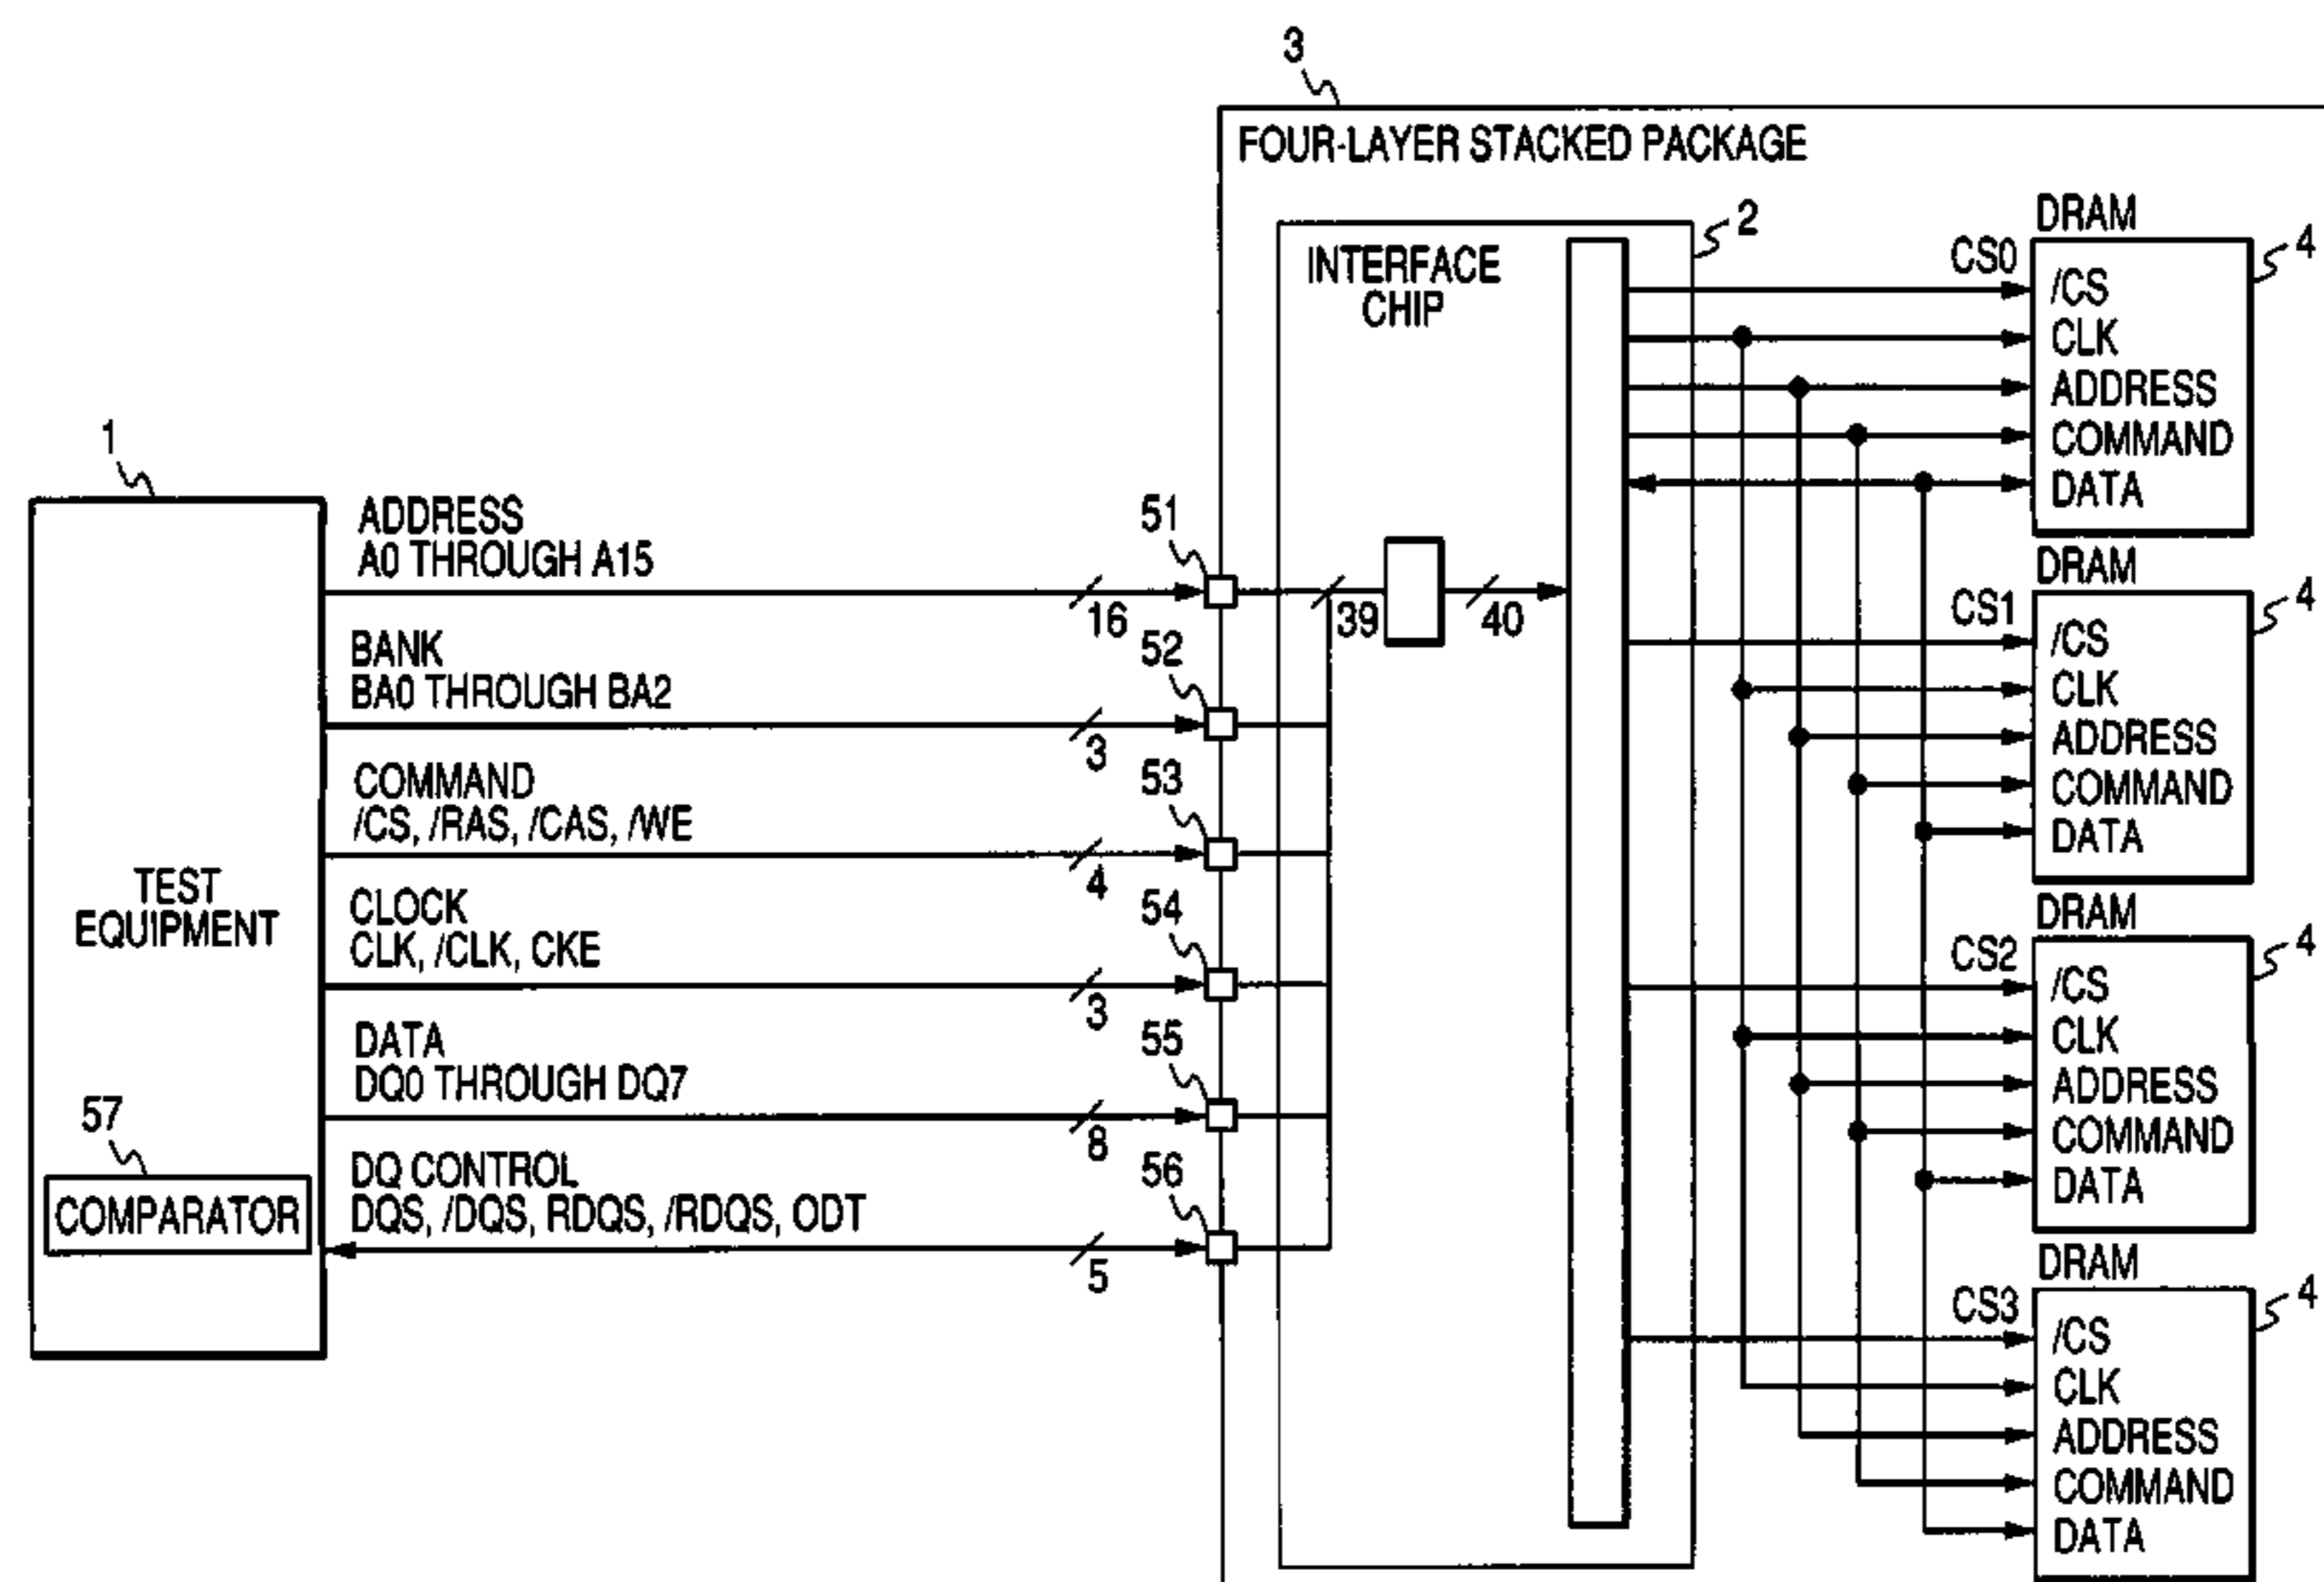 3
FOUR-LAYER STACKED PACKAGE
2
INTERFACE
CHIP
1
TEST
EQUIPMENT
57
COMPARATOR
ADDRESS
A0 THROUGH A15
16
51
BANK
BA0 THROUGH BA2
3
52
COMMAND
/CS, /RAS, /CAS, /WE
4
53
CLOCK
CLK, /CLK, CKE
3
54
DATA
DQ0 THROUGH DQ7
8
55
DQ CONTROL
DQS, /DQS, RDQS, /RDQS, ODT
5
56
39
40
DRAM
4
CS0
/CS
CLK
ADDRESS
COMMAND
DATA
DRAM
4
CS1
/CS
CLK
ADDRESS
COMMAND
DATA
DRAM
4
CS2
/CS
CLK
ADDRESS
COMMAND
DATA
DRAM
4
CS3
/CS
CLK
ADDRESS
COMMAND
DATA